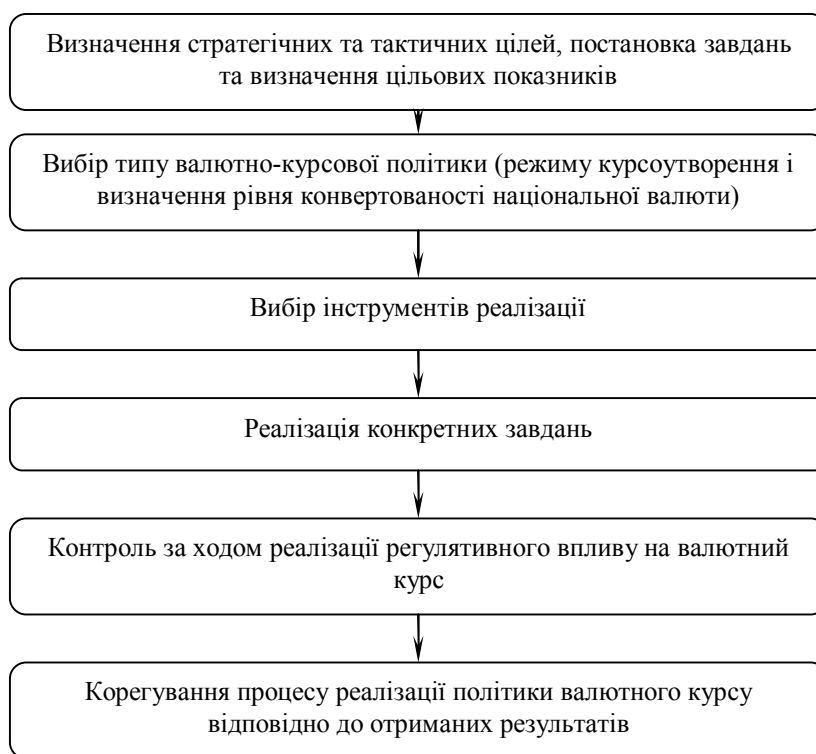 Визначення стратегічних та тактичних цілей, постановка завдань
та визначення цільових показників
Вибір типу валютно-курсової політики (режиму курсоутворення і
визначення рівня конвертованості національної валюти)
Вибір інструментів реалізації
Реалізація конкретних завдань
Контроль за ходом реалізації регулятивного впливу на валютний
курс
Корегування процесу реалізації політики валютного курсу
відповідно до отриманих результатів